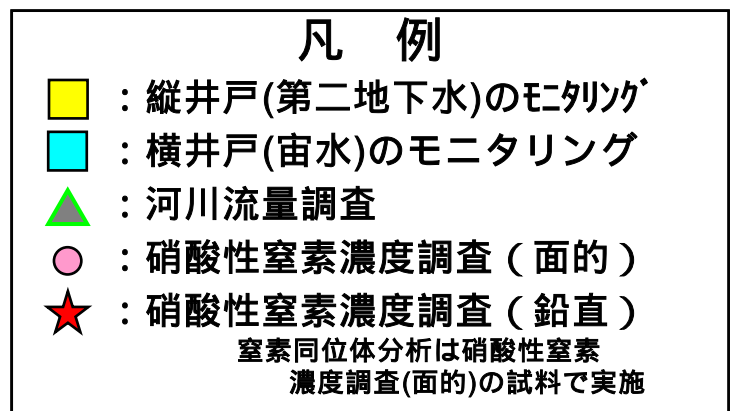 凡　例
：縦井戸(第二地下水)のﾓﾆﾀﾘﾝｸﾞ
：横井戸(宙水)のモニタリング
：河川流量調査
：硝酸性窒素濃度調査（面的）
：硝酸性窒素濃度調査（鉛直）
窒素同位体分析は硝酸性窒素
濃度調査(面的)の試料で実施